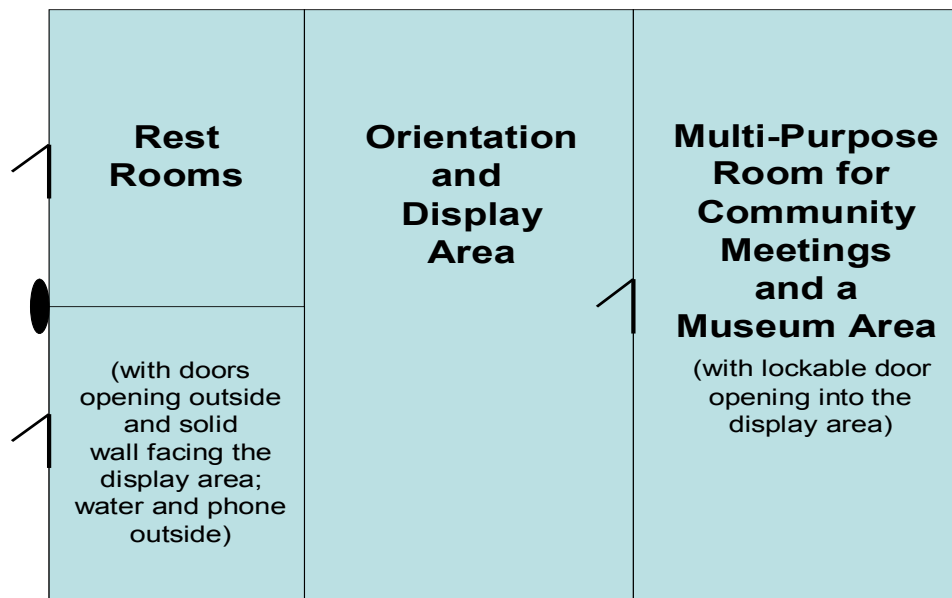 Rest
Rooms
(with doors
opening outside
and solid
wall facing the
display area;
water and phone
outside)
Orientation
and
Display
Area
Multi-Purpose
Room for
Community
Meetings
and a
Museum Area
(with lockable door
opening into the
display area)